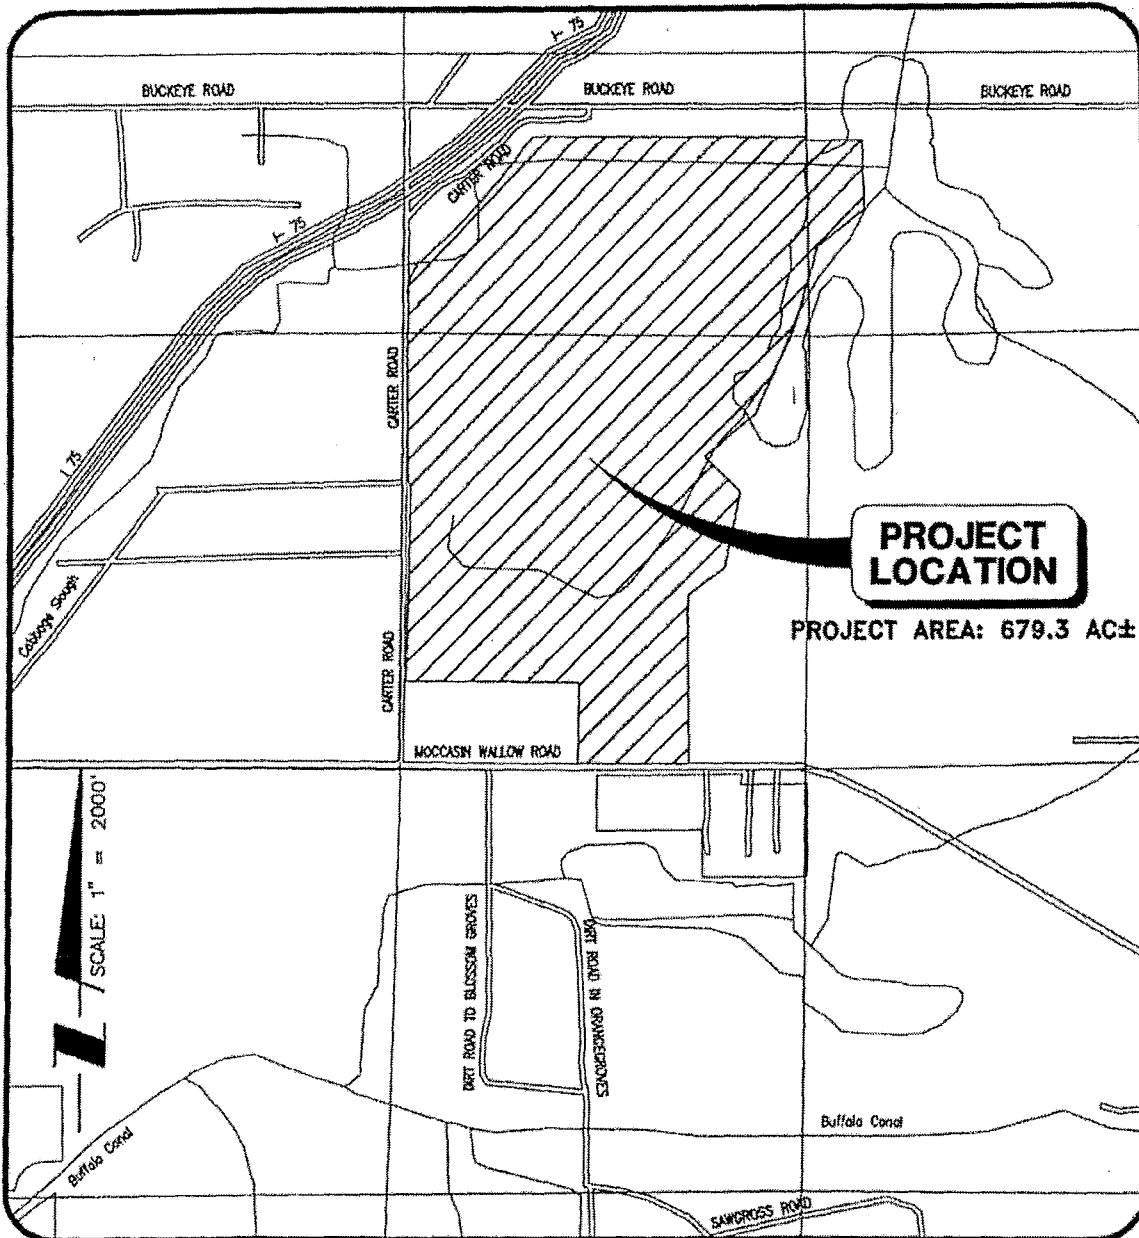 I- 75
BUCKEYE ROAD
BUCKEYE ROAD
BUCKEYE ROAD
CARTER ROAD
I- 75
CARTER ROAD
I 75
PROJECT
LOCATION
PROJECT AREA: 679.3 AC±
Cabbage Slough
CARTER ROAD
MOCCASIN WALLOW ROAD
SCALE: 1" = 2000'
DIRT ROAD TO BLOSSOM GROVES
DIRT ROAD IN ORANGEGROVES
Buffalo Canal
Buffalo Canal
SAWGROSS ROAD
N